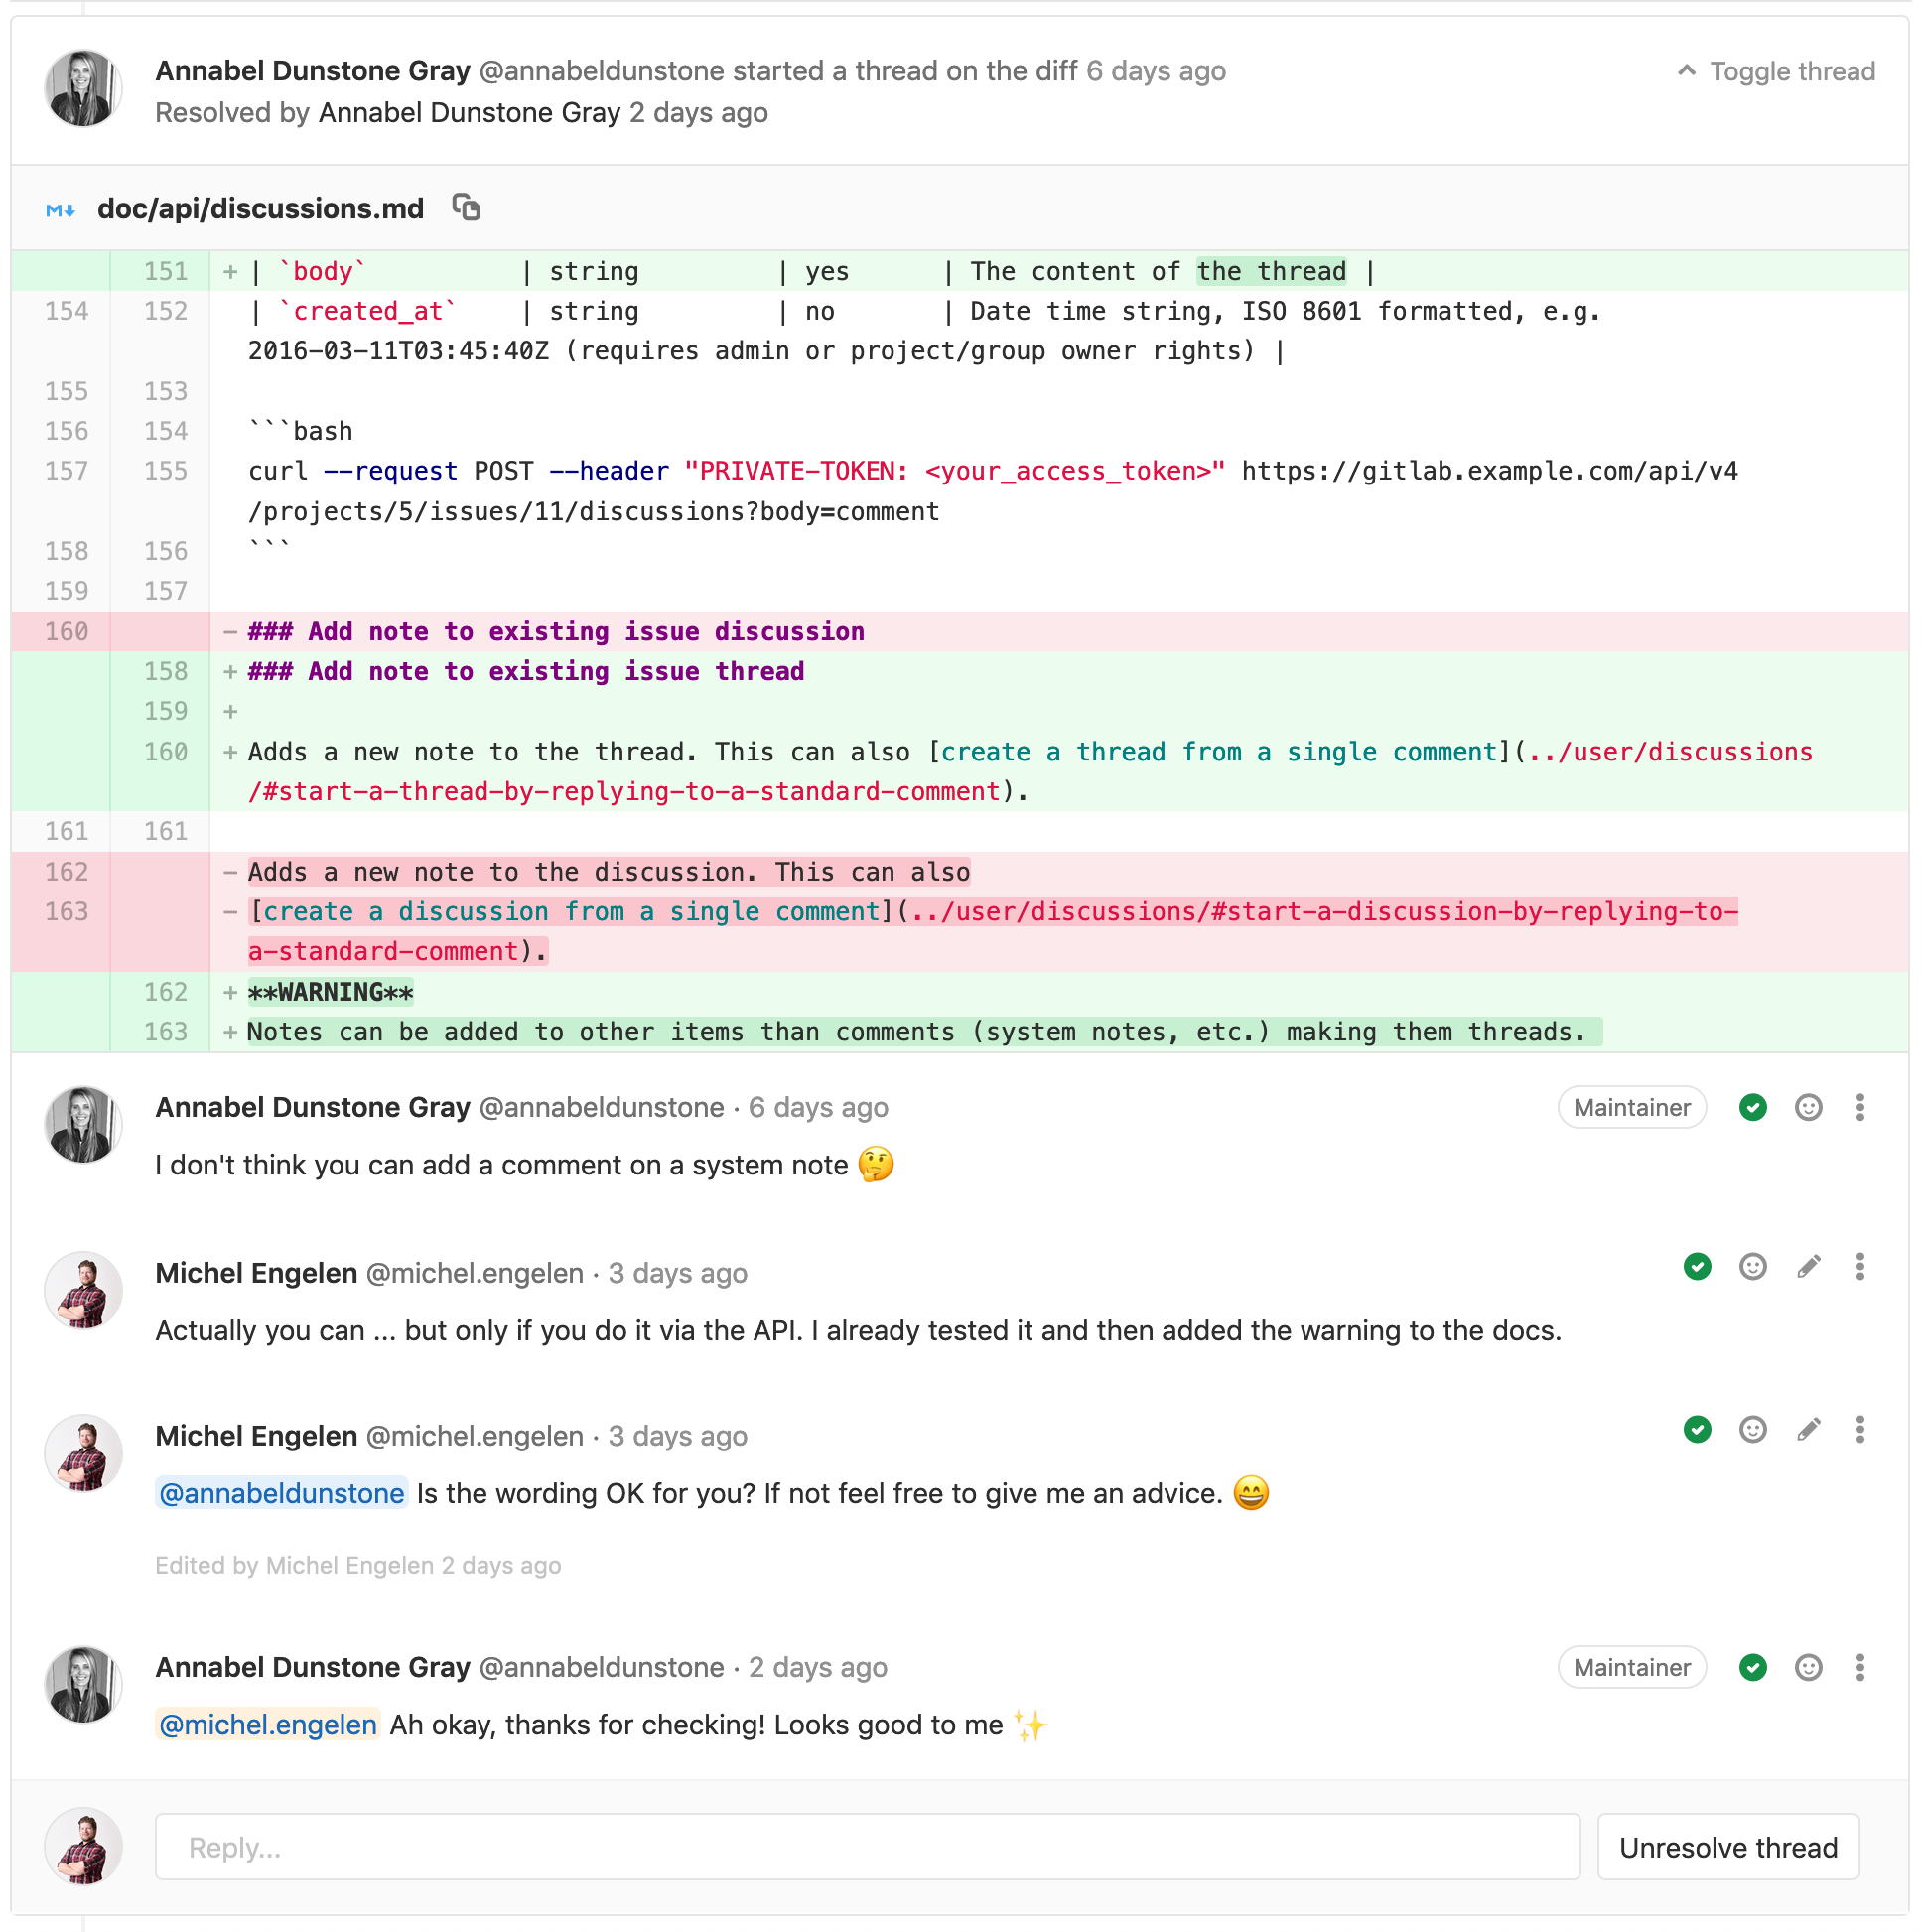 Annabel Dunstone Gray @annabeldunstone started a thread on the diff 6 days ago
Toggle thread
Resolved by Annabel Dunstone Gray 2 days ago
M↓ doc/api/discussions.md
151 + | `body` | string | yes | The content of the thread |
154 152 | `created_at` | string | no | Date time string, ISO 8601 formatted, e.g.
2016-03-11T03:45:40Z (requires admin or project/group owner rights) |
155 153
156 154 ```bash
157 155 curl --request POST --header "PRIVATE-TOKEN: <your_access_token>" https://gitlab.example.com/api/v4
/projects/5/issues/11/discussions?body=comment
158 156 ```
159 157
160 - ### Add note to existing issue discussion
158 + ### Add note to existing issue thread
159 +
160 + Adds a new note to the thread. This can also [create a thread from a single comment](../user/discussions
/#start-a-thread-by-replying-to-a-standard-comment).
161 161
162 - Adds a new note to the discussion. This can also
163 - [create a discussion from a single comment](../user/discussions/#start-a-discussion-by-replying-to-
a-standard-comment).
162 + **WARNING**
163 + Notes can be added to other items than comments (system notes, etc.) making them threads.
Annabel Dunstone Gray @annabeldunstone · 6 days ago
Maintainer
I don't think you can add a comment on a system note 🤔
Michel Engelen @michel.engelen · 3 days ago
Actually you can ... but only if you do it via the API. I already tested it and then added the warning to the docs.
Michel Engelen @michel.engelen · 3 days ago
@annabeldunstone Is the wording OK for you? If not feel free to give me an advice. 😄
Edited by Michel Engelen 2 days ago
Annabel Dunstone Gray @annabeldunstone · 2 days ago
Maintainer
@michel.engelen Ah okay, thanks for checking! Looks good to me ✨
Reply...
Unresolve thread